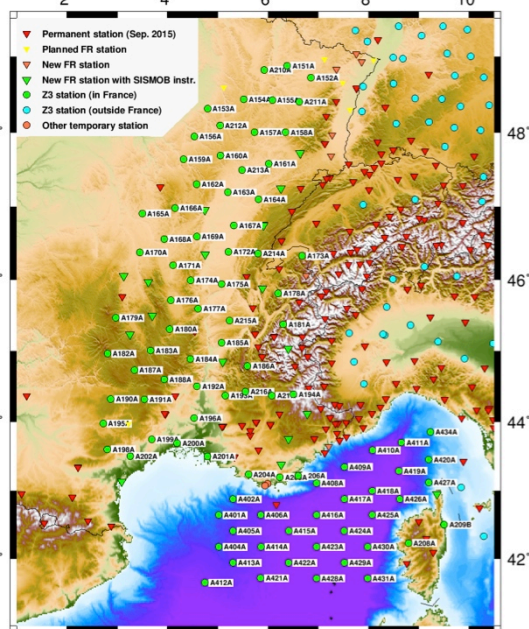 2 4 6 8 10
Permanent station (Sep. 2015)
Planned FR station
New FR station
New FR station with SISMOB instr.
Z3 station (in France)
Z3 station (outside France)
Other temporary station
A210A A151A
A152A
A153A A154A A155A A211A
A212A
A156A A157A A158A
A159A A160A A161A
A213A
A162A A163A A164A
A165A A166A
A167A
A168A A169A
A170A A172A A214A A173A
A171A
A174A A175A A178A
A176A A177A
A179A A215A A181A
A180A
A185A
A182A A183A A184A A186A
A187A
A188A A192A
A190A A191A A216A A194A
A196A
A199A A200A
A198A A202A A201A
A204A
A434A
A411A
A410A
A420A
A409A A419A
A408A A427A
A418A
A402A A417A A426A
A401A A406A A416A A425A
A209B
A405A A415A A424A
A404A A414A A423A A430A A208A
A413A A422A A429A
A412A A421A A428A A431A
48
46
44
42